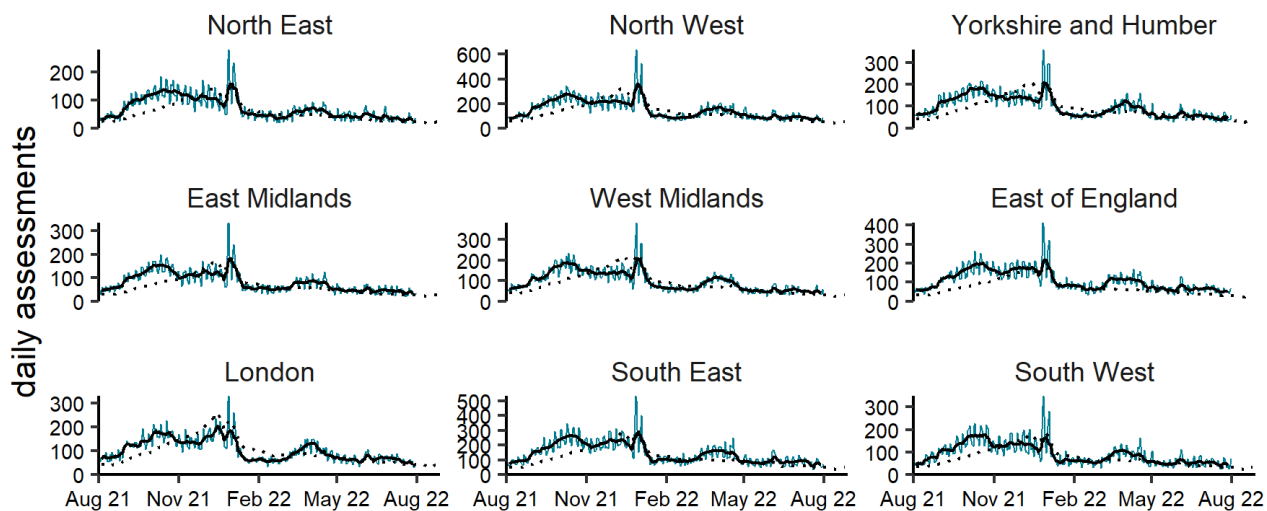 North East
North West
Yorkshire and Humber
200
100
0
600
400
200
0
300
200
100
0
East Midlands
West Midlands
East of England
300
200
100
0
300
200
100
0
400
300
200
100
0
London
South East
South West
300
200
100
0
500
400
300
200
100
0
300
200
100
0
Aug 21 Nov 21 Feb 22 May 22 Aug 22
Aug 21 Nov 21 Feb 22 May 22 Aug 22
Aug 21 Nov 21 Feb 22 May 22 Aug 22
daily assessments